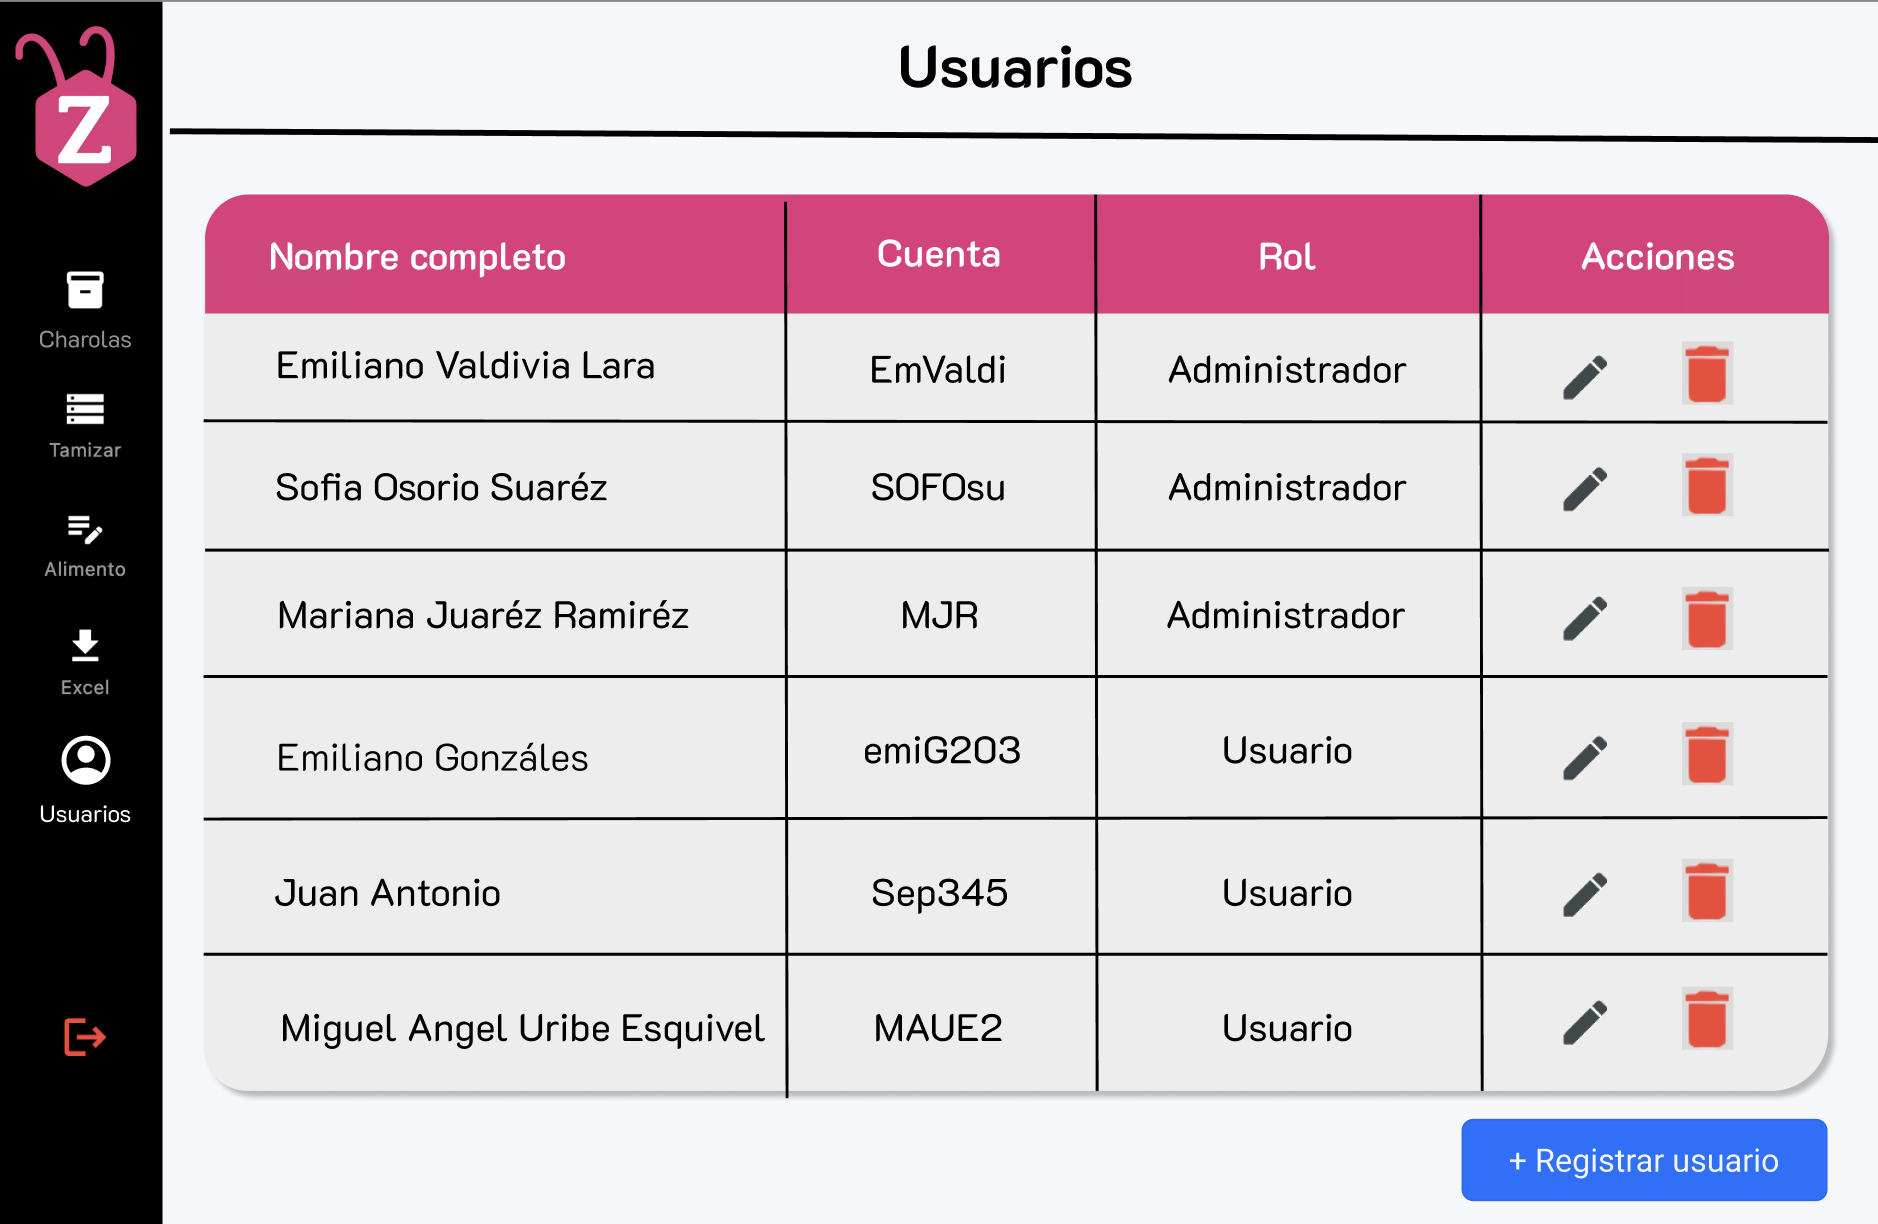 Z
Charolas
Tamizar
Alimento
Excel
Usuarios
Usuarios
Nombre completo Cuenta Rol Acciones
Emiliano Valdivia Lara EmValdi Administrador
Sofia Osorio Suaréz SOFOsu Administrador
Mariana Juaréz Ramiréz MJR Administrador
Emiliano Gonzáles emiG203 Usuario
Juan Antonio Sep345 Usuario
Miguel Angel Uribe Esquivel MAUE2 Usuario
+ Registrar usuario